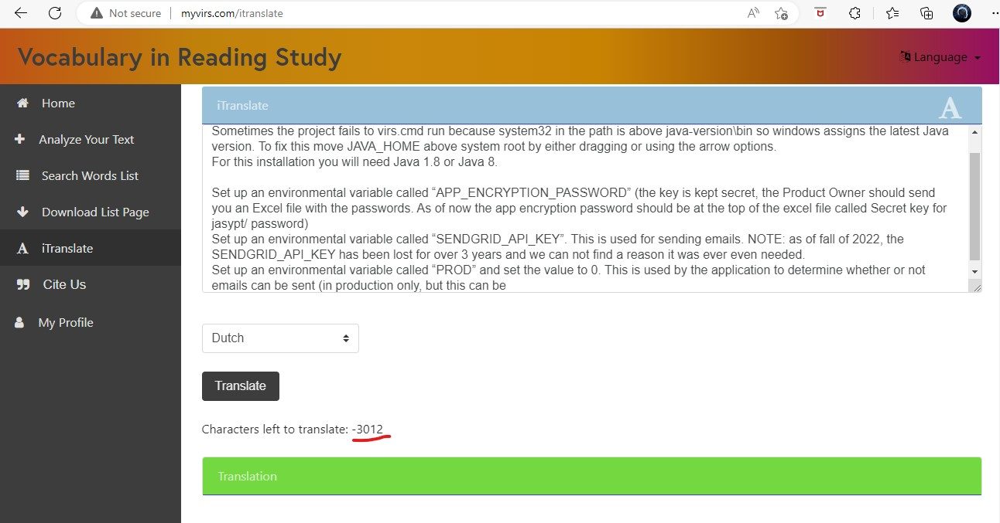 Not secure
myvirs.com/itranslate
Vocabulary in Reading Study
Language
Home
Analyze Your Text
Search Words List
Download List Page
A iTranslate
Cite Us
My Profile
iTranslate
A
Sometimes the project fails to virs.cmd run because system32 in the path is above java-version\bin so windows assigns the latest Java
version. To fix this move JAVA_HOME above system root by either dragging or using the arrow options.
For this installation you will need Java 1.8 or Java 8.
Set up an environmental variable called “APP_ENCRYPTION_PASSWORD” (the key is kept secret, the Product Owner should send
you an Excel file with the passwords. As of now the app encryption password should be at the top of the excel file called Secret key for
jasypt/ password)
Set up an environmental variable called “SENDGRID_API_KEY”. This is used for sending emails. NOTE: as of fall of 2022, the
SENDGRID_API_KEY has been lost for over 3 years and we can not find a reason it was ever even needed.
Set up an environmental variable called “PROD” and set the value to 0. This is used by the application to determine whether or not
emails can be sent (in production only, but this can be
Dutch
Translate
Characters left to translate: -3012
Translation